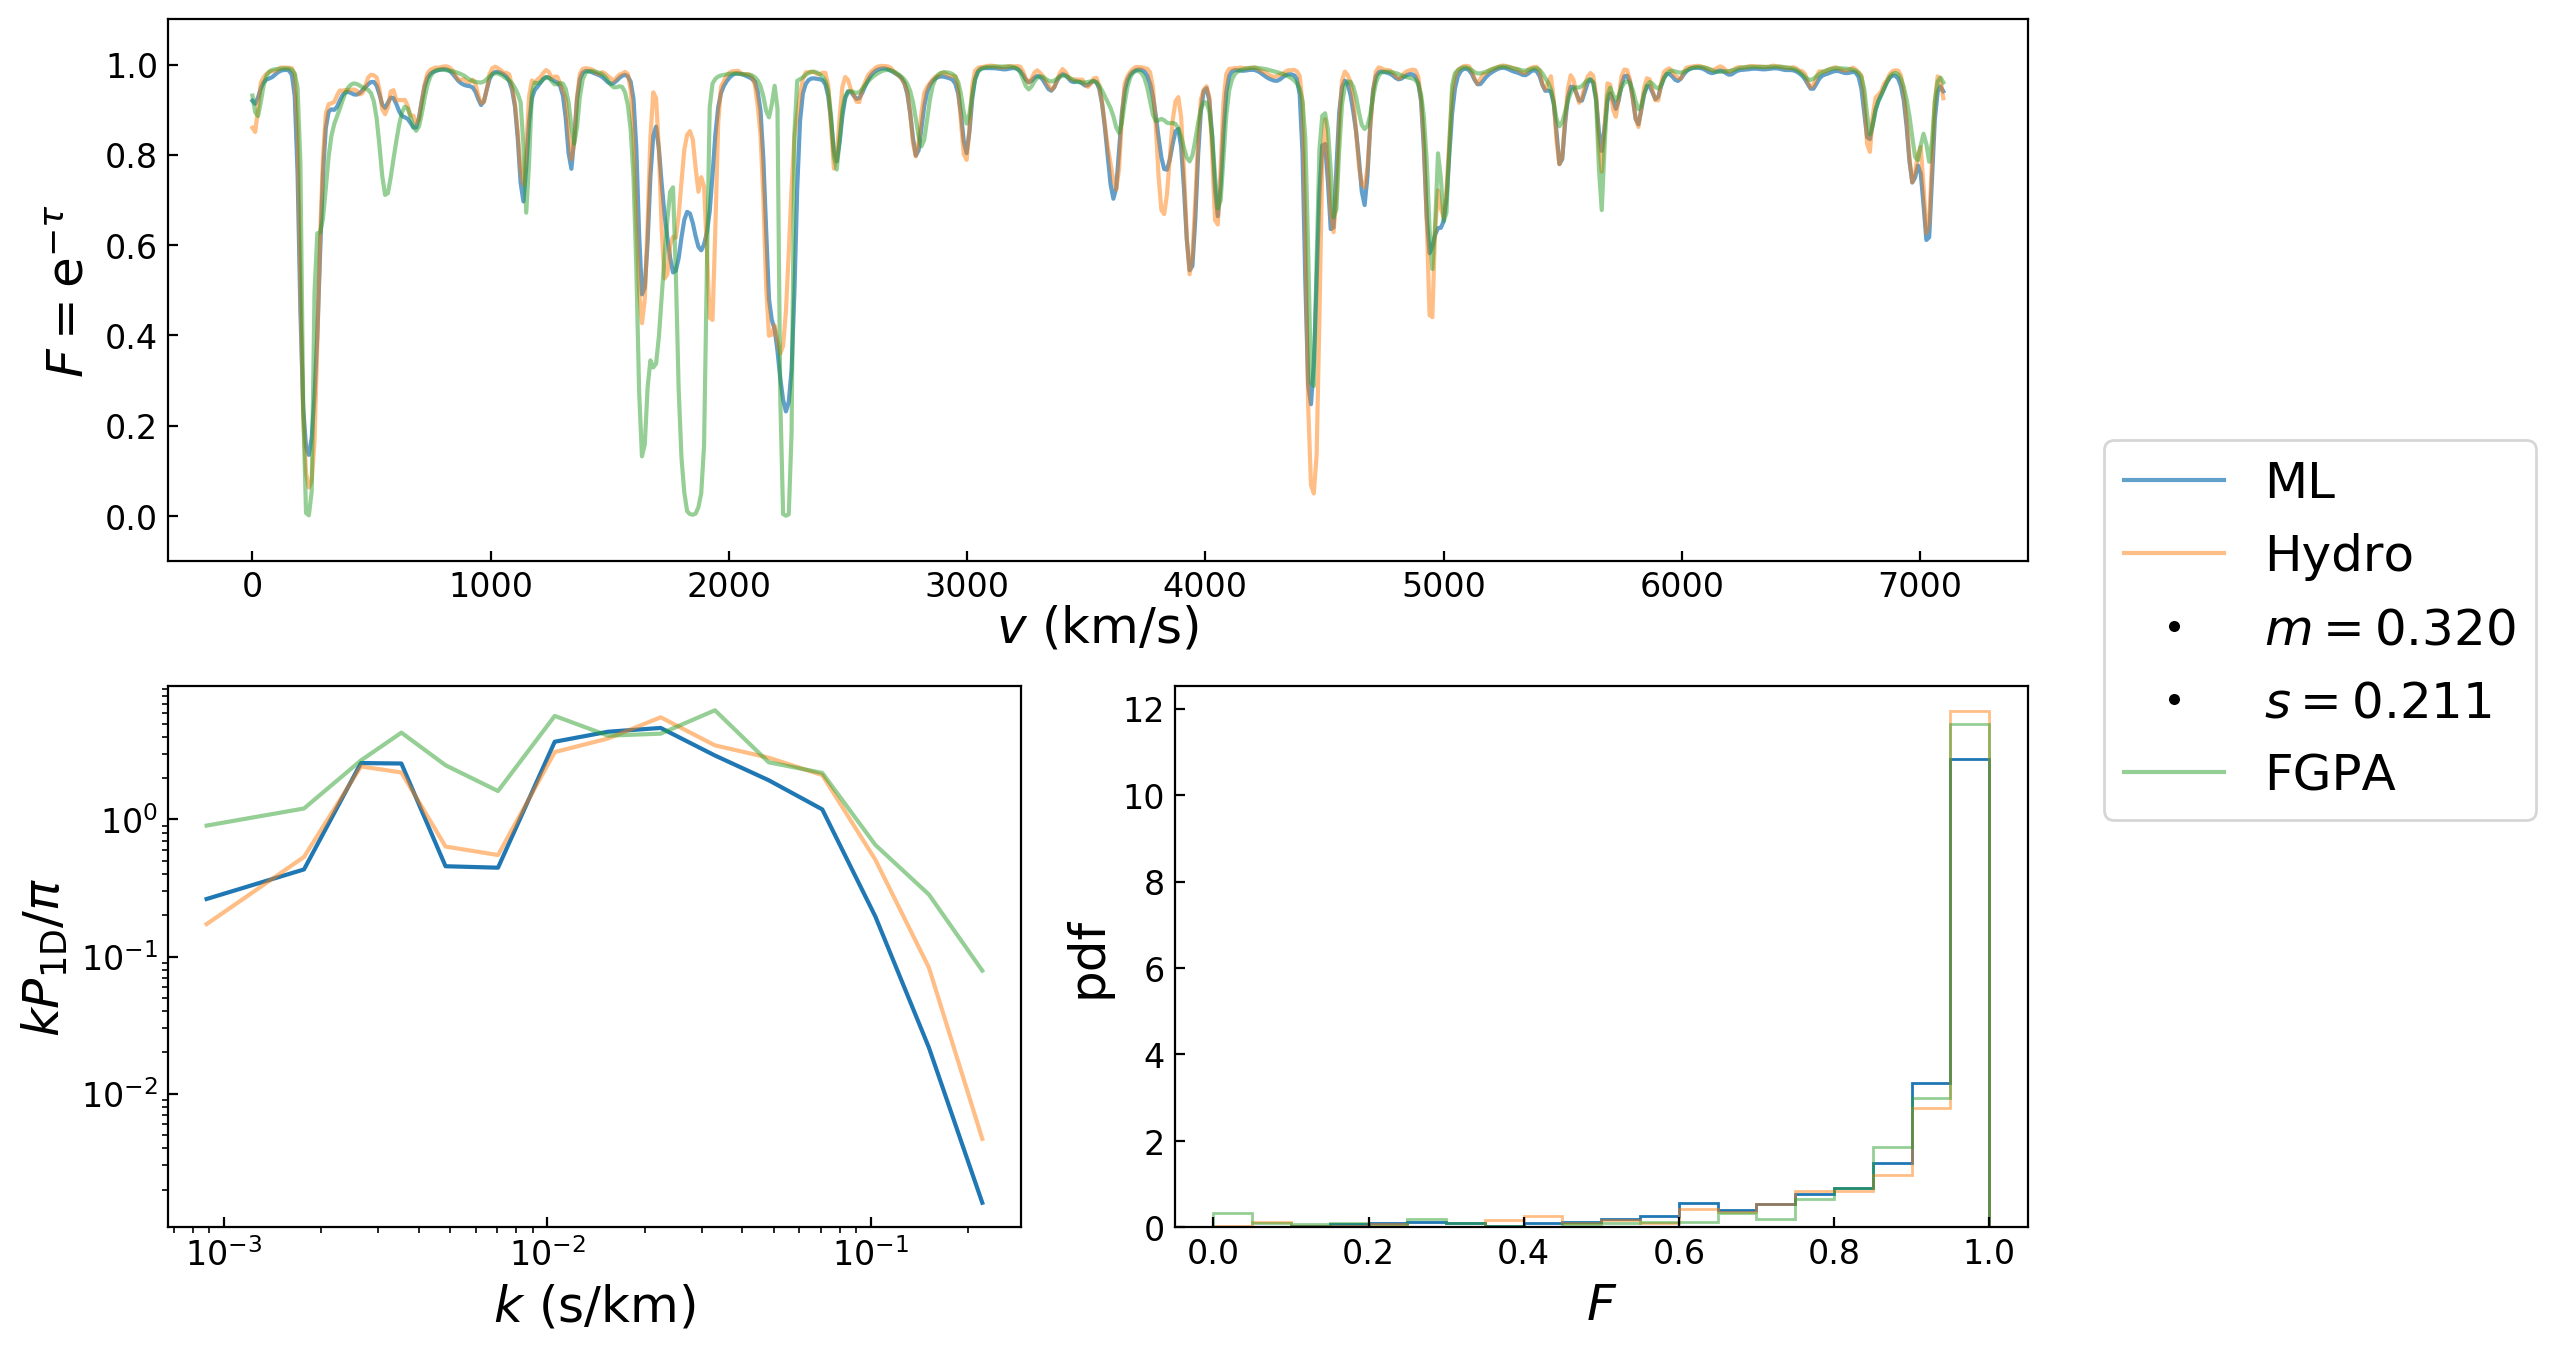 1.0
0.8
0.6
0.4
0.2
0.0
F = e^{-τ}
0 1000 2000 3000 4000 5000 6000 7000
v (km/s)
ML
Hydro
m = 0.320
s = 0.211
FGPA
10^0
10^{-1}
10^{-2}
kP_{1D}/π
10^{-3} 10^{-2} 10^{-1}
k (s/km)
12
10
8
6
4
2
0
pdf
0.0 0.2 0.4 0.6 0.8 1.0
F